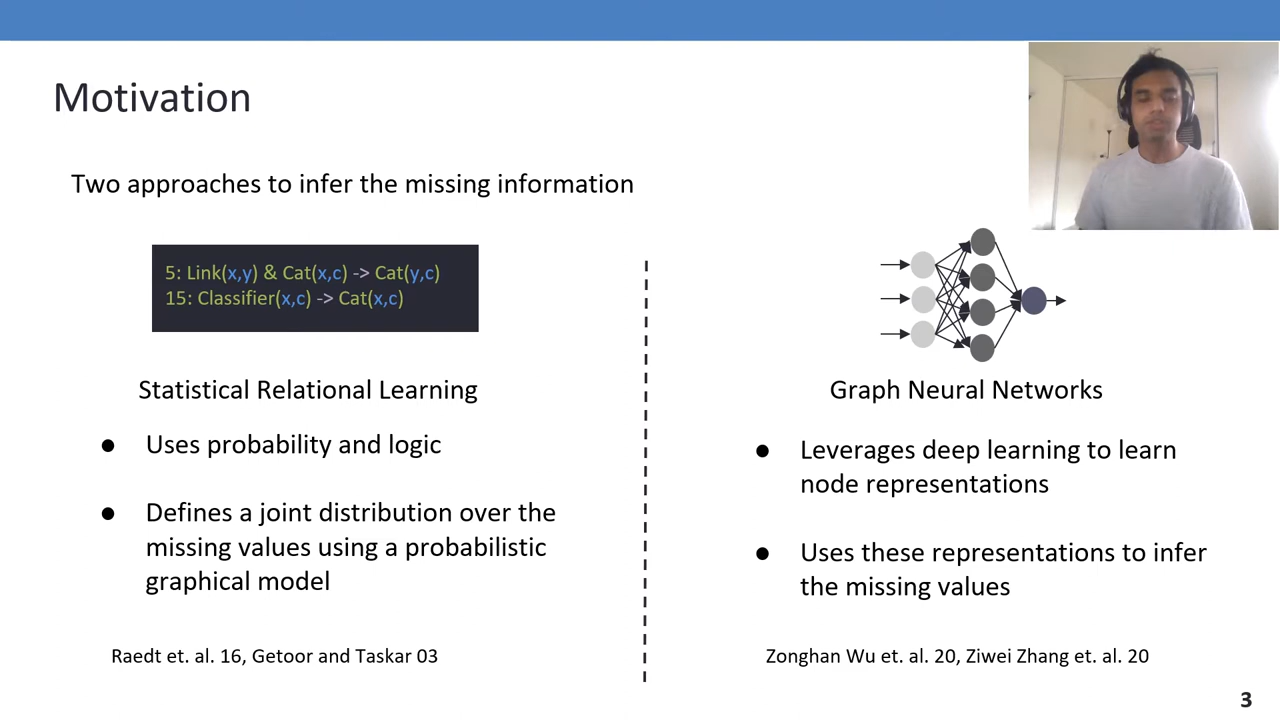 Motivation
Two approaches to infer the missing information
5: Link(x,y) & Cat(x,c) -> Cat(y,c)
15: Classifier(x,c) -> Cat(x,c)
Statistical Relational Learning
● Uses probability and logic
● Defines a joint distribution over the
missing values using a probabilistic
graphical model
Raedt et. al. 16, Getoor and Taskar 03
Graph Neural Networks
● Leverages deep learning to learn
node representations
● Uses these representations to infer
the missing values
Zonghan Wu et. al. 20, Ziwei Zhang et. al. 20
3